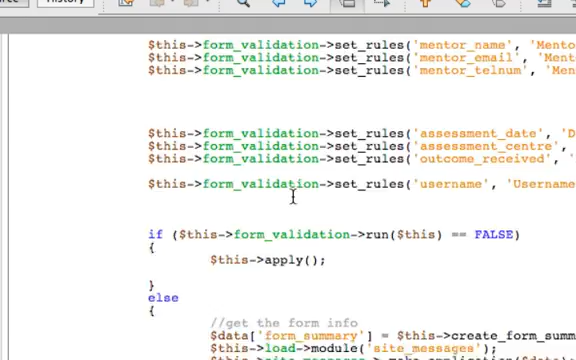 History
$this->form_validation->set_rules('mentor_name', 'Mento
$this->form_validation->set_rules('mentor_email', 'Ment
$this->form_validation->set_rules('mentor_telnum', 'Men
$this->form_validation->set_rules('assessment_date', 'D
$this->form_validation->set_rules('assessment_centre',
$this->form_validation->set_rules('outcome_received', '
$this->form_validation->set_rules('username', 'Username
if ($this->form_validation->run($this) == FALSE)
{
$this->apply();
}
else
{
//get the form info
$data['form_summary'] = $this->create_form_summ
$this->load->module('site_messages');